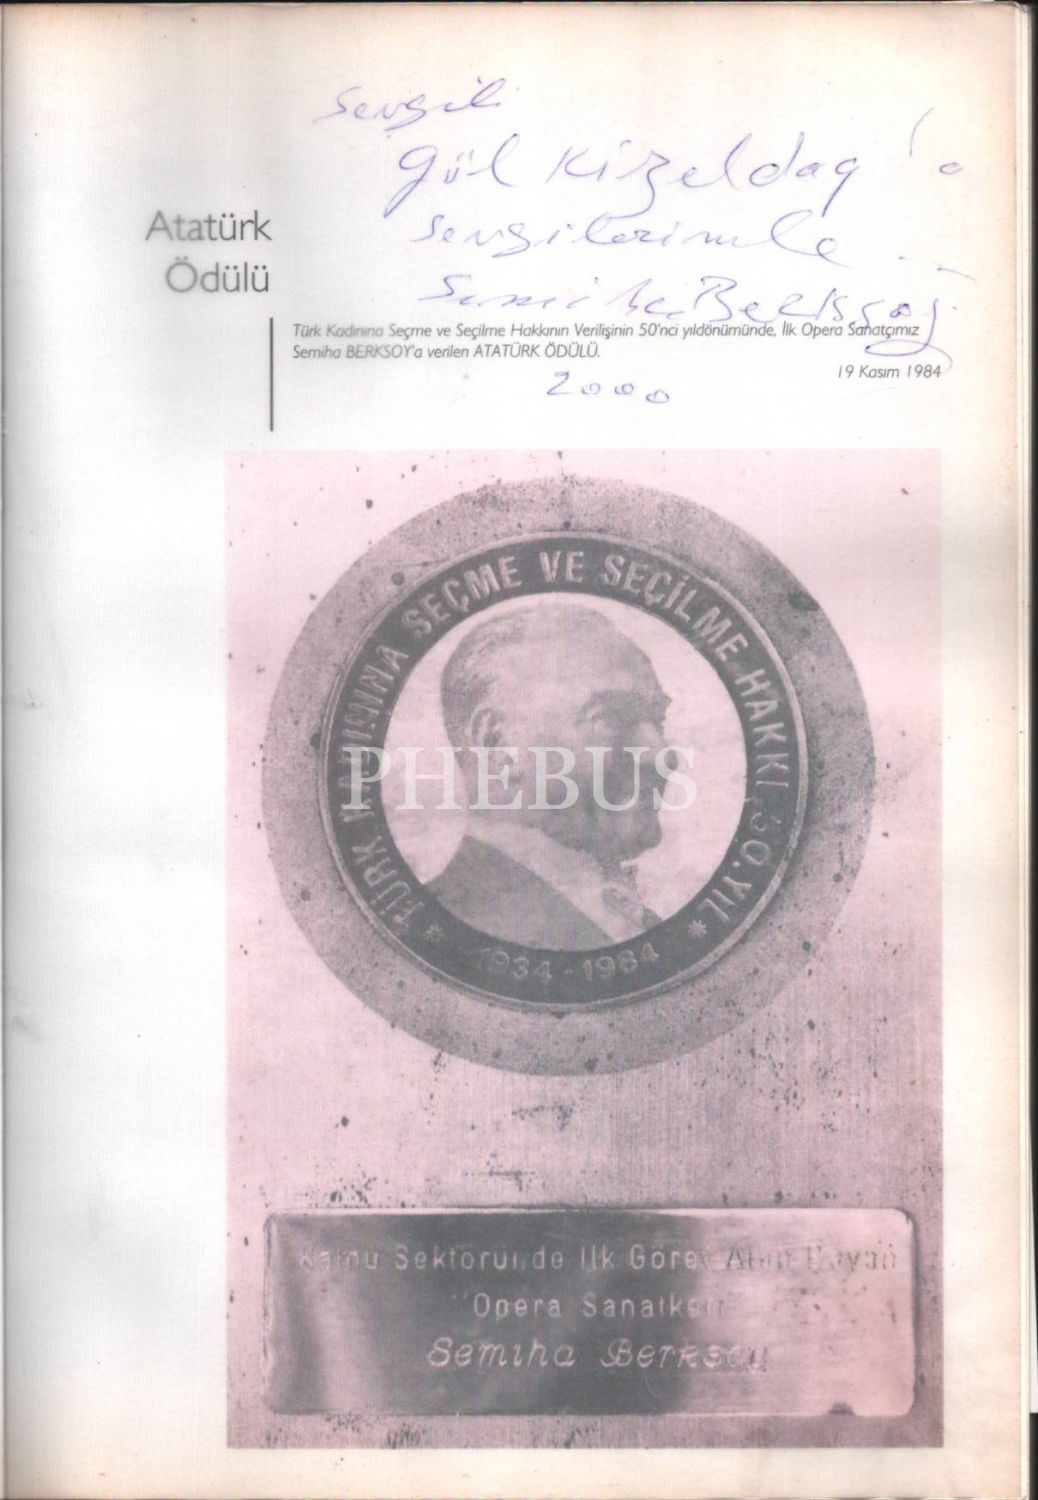 Sevgili
Gül Kizeldag'a
Sevgilerimle
Semiha Berksoy
2000
Atatürk
Ödülü
Türk Kadınına Seçme ve Seçilme Hakkının Verilişinin 50'nci yıldönümünde, İlk Opera Sanatçımız
Semiha BERKSOY'a verilen ATATÜRK ÖDÜLÜ.
19 Kasım 1984
TÜRK KADININA SEÇME VE SEÇİLME HAKKI 50. YIL
* 1934 - 1984 *
PHEBUS
Kamu Sektöründe İlk Görev Alan Bayan
"Opera Sanatkarı"
Semiha Berksoy